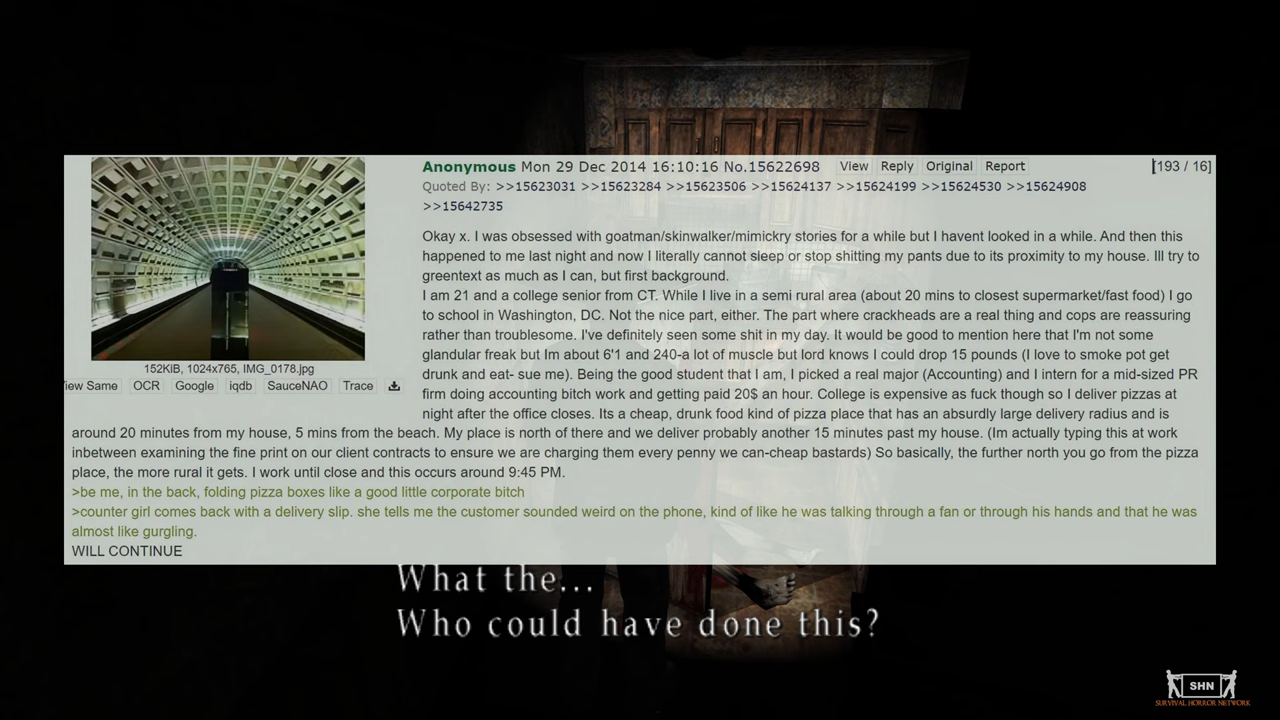 Anonymous Mon 29 Dec 2014 16:10:16 No.15622698 View Reply Original Report [193 / 16]
Quoted By: >>15623031 >>15623284 >>15623506 >>15624137 >>15624199 >>15624530 >>15624908
>>15642735
152KiB, 1024x765, IMG_0178.jpg
iew Same OCR Google iqdb SauceNAO Trace
Okay x. I was obsessed with goatman/skinwalker/mimickry stories for a while but I havent looked in a while. And then this
happened to me last night and now I literally cannot sleep or stop shitting my pants due to its proximity to my house. Ill try to
greentext as much as I can, but first background.
I am 21 and a college senior from CT. While I live in a semi rural area (about 20 mins to closest supermarket/fast food) I go
to school in Washington, DC. Not the nice part, either. The part where crackheads are a real thing and cops are reassuring
rather than troublesome. I've definitely seen some shit in my day. It would be good to mention here that I'm not some
glandular freak but Im about 6'1 and 240-a lot of muscle but lord knows I could drop 15 pounds (I love to smoke pot get
drunk and eat- sue me). Being the good student that I am, I picked a real major (Accounting) and I intern for a mid-sized PR
firm doing accounting bitch work and getting paid 20$ an hour. College is expensive as fuck though so I deliver pizzas at
night after the office closes. Its a cheap, drunk food kind of pizza place that has an absurdly large delivery radius and is
around 20 minutes from my house, 5 mins from the beach. My place is north of there and we deliver probably another 15 minutes past my house. (Im actually typing this at work
inbetween examining the fine print on our client contracts to ensure we are charging them every penny we can-cheap bastards) So basically, the further north you go from the pizza
place, the more rural it gets. I work until close and this occurs around 9:45 PM.
>be me, in the back, folding pizza boxes like a good little corporate bitch
>counter girl comes back with a delivery slip. she tells me the customer sounded weird on the phone, kind of like he was talking through a fan or through his hands and that he was
almost like gurgling.
WILL CONTINUE
What the...
Who could have done this?
SHN
SURVIVAL HORROR NETWORK